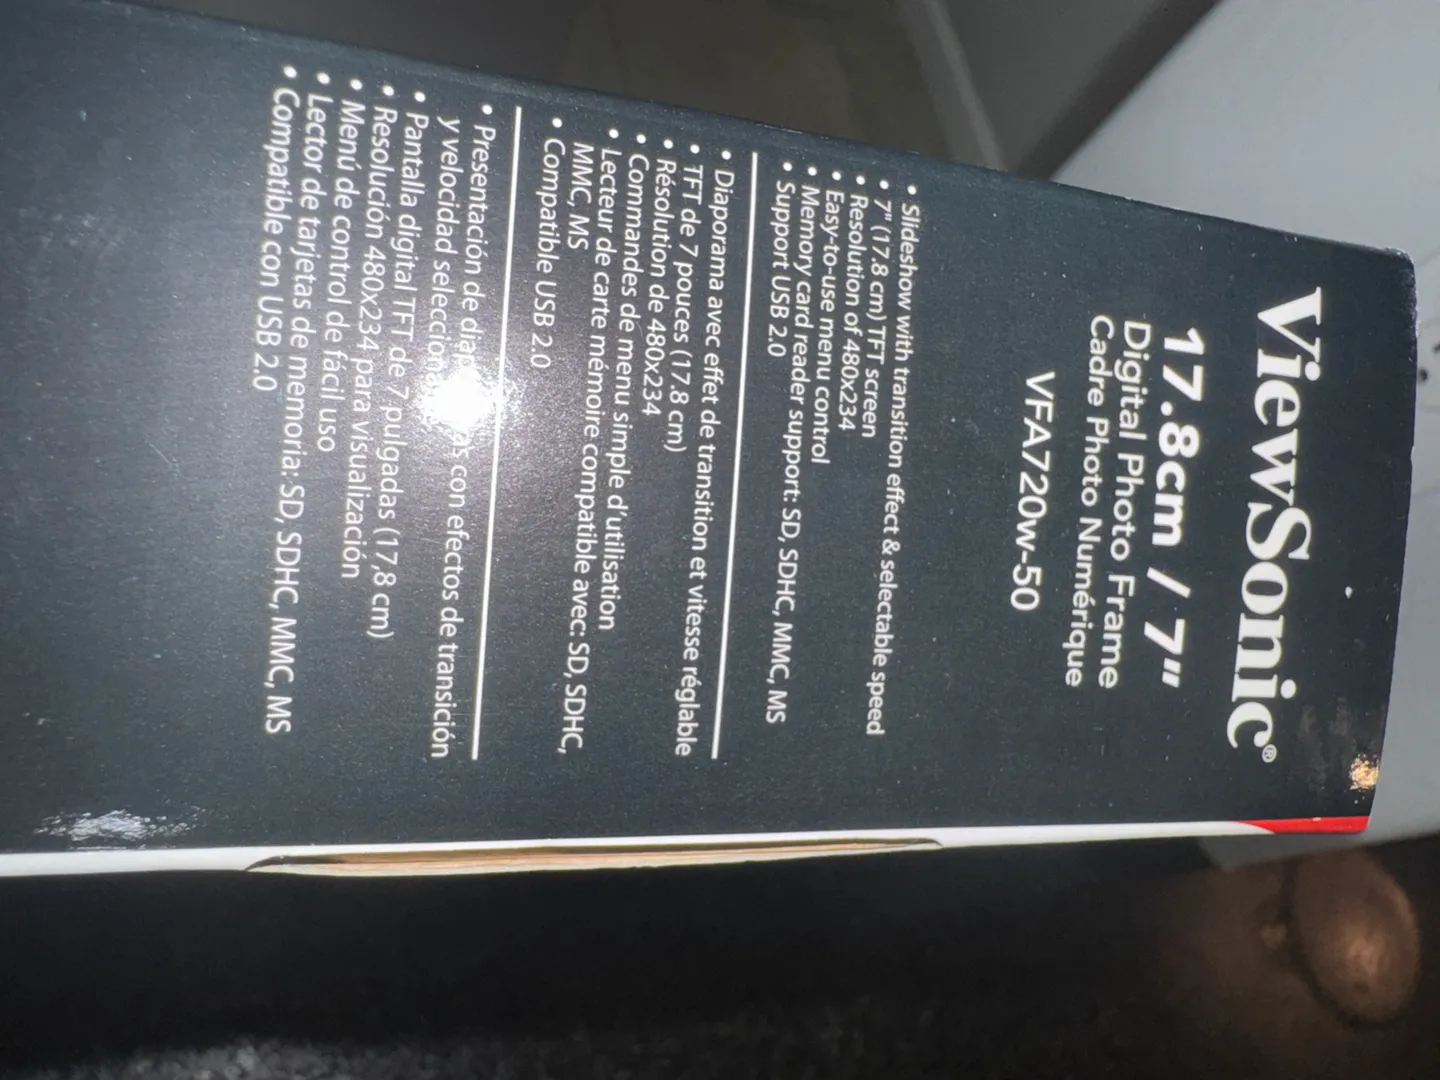 ViewSonic®
17.8cm / 7"
Digital Photo Frame
Cadre Photo Numérique
VFA720w-50
• Slideshow with transition effect & selectable speed
• 7" (17.8 cm) TFT screen
• Resolution of 480x234
• Easy-to-use menu control
• Memory card reader support: SD, SDHC, MMC, MS
• Support USB 2.0
• Diaporama avec effet de transition et vitesse réglable
• TFT de 7 pouces (17.8 cm)
• Résolution de 480x234
• Commandes de menu simple d'utilisation
• Lecteur de carte mémoire compatible avec: SD, SDHC,
MMC, MS
• Compatible USB 2.0
• Presentación de con efectos de transición
y velocidad
• Pantalla digital TFT de 7 pulgadas (17,8 cm)
• Resolución 480x234 para visualización
• Menú de control de fácil uso
• Lector de tarjetas de memoria: SD, SDHC, MMC, MS
• Compatible con USB 2.0